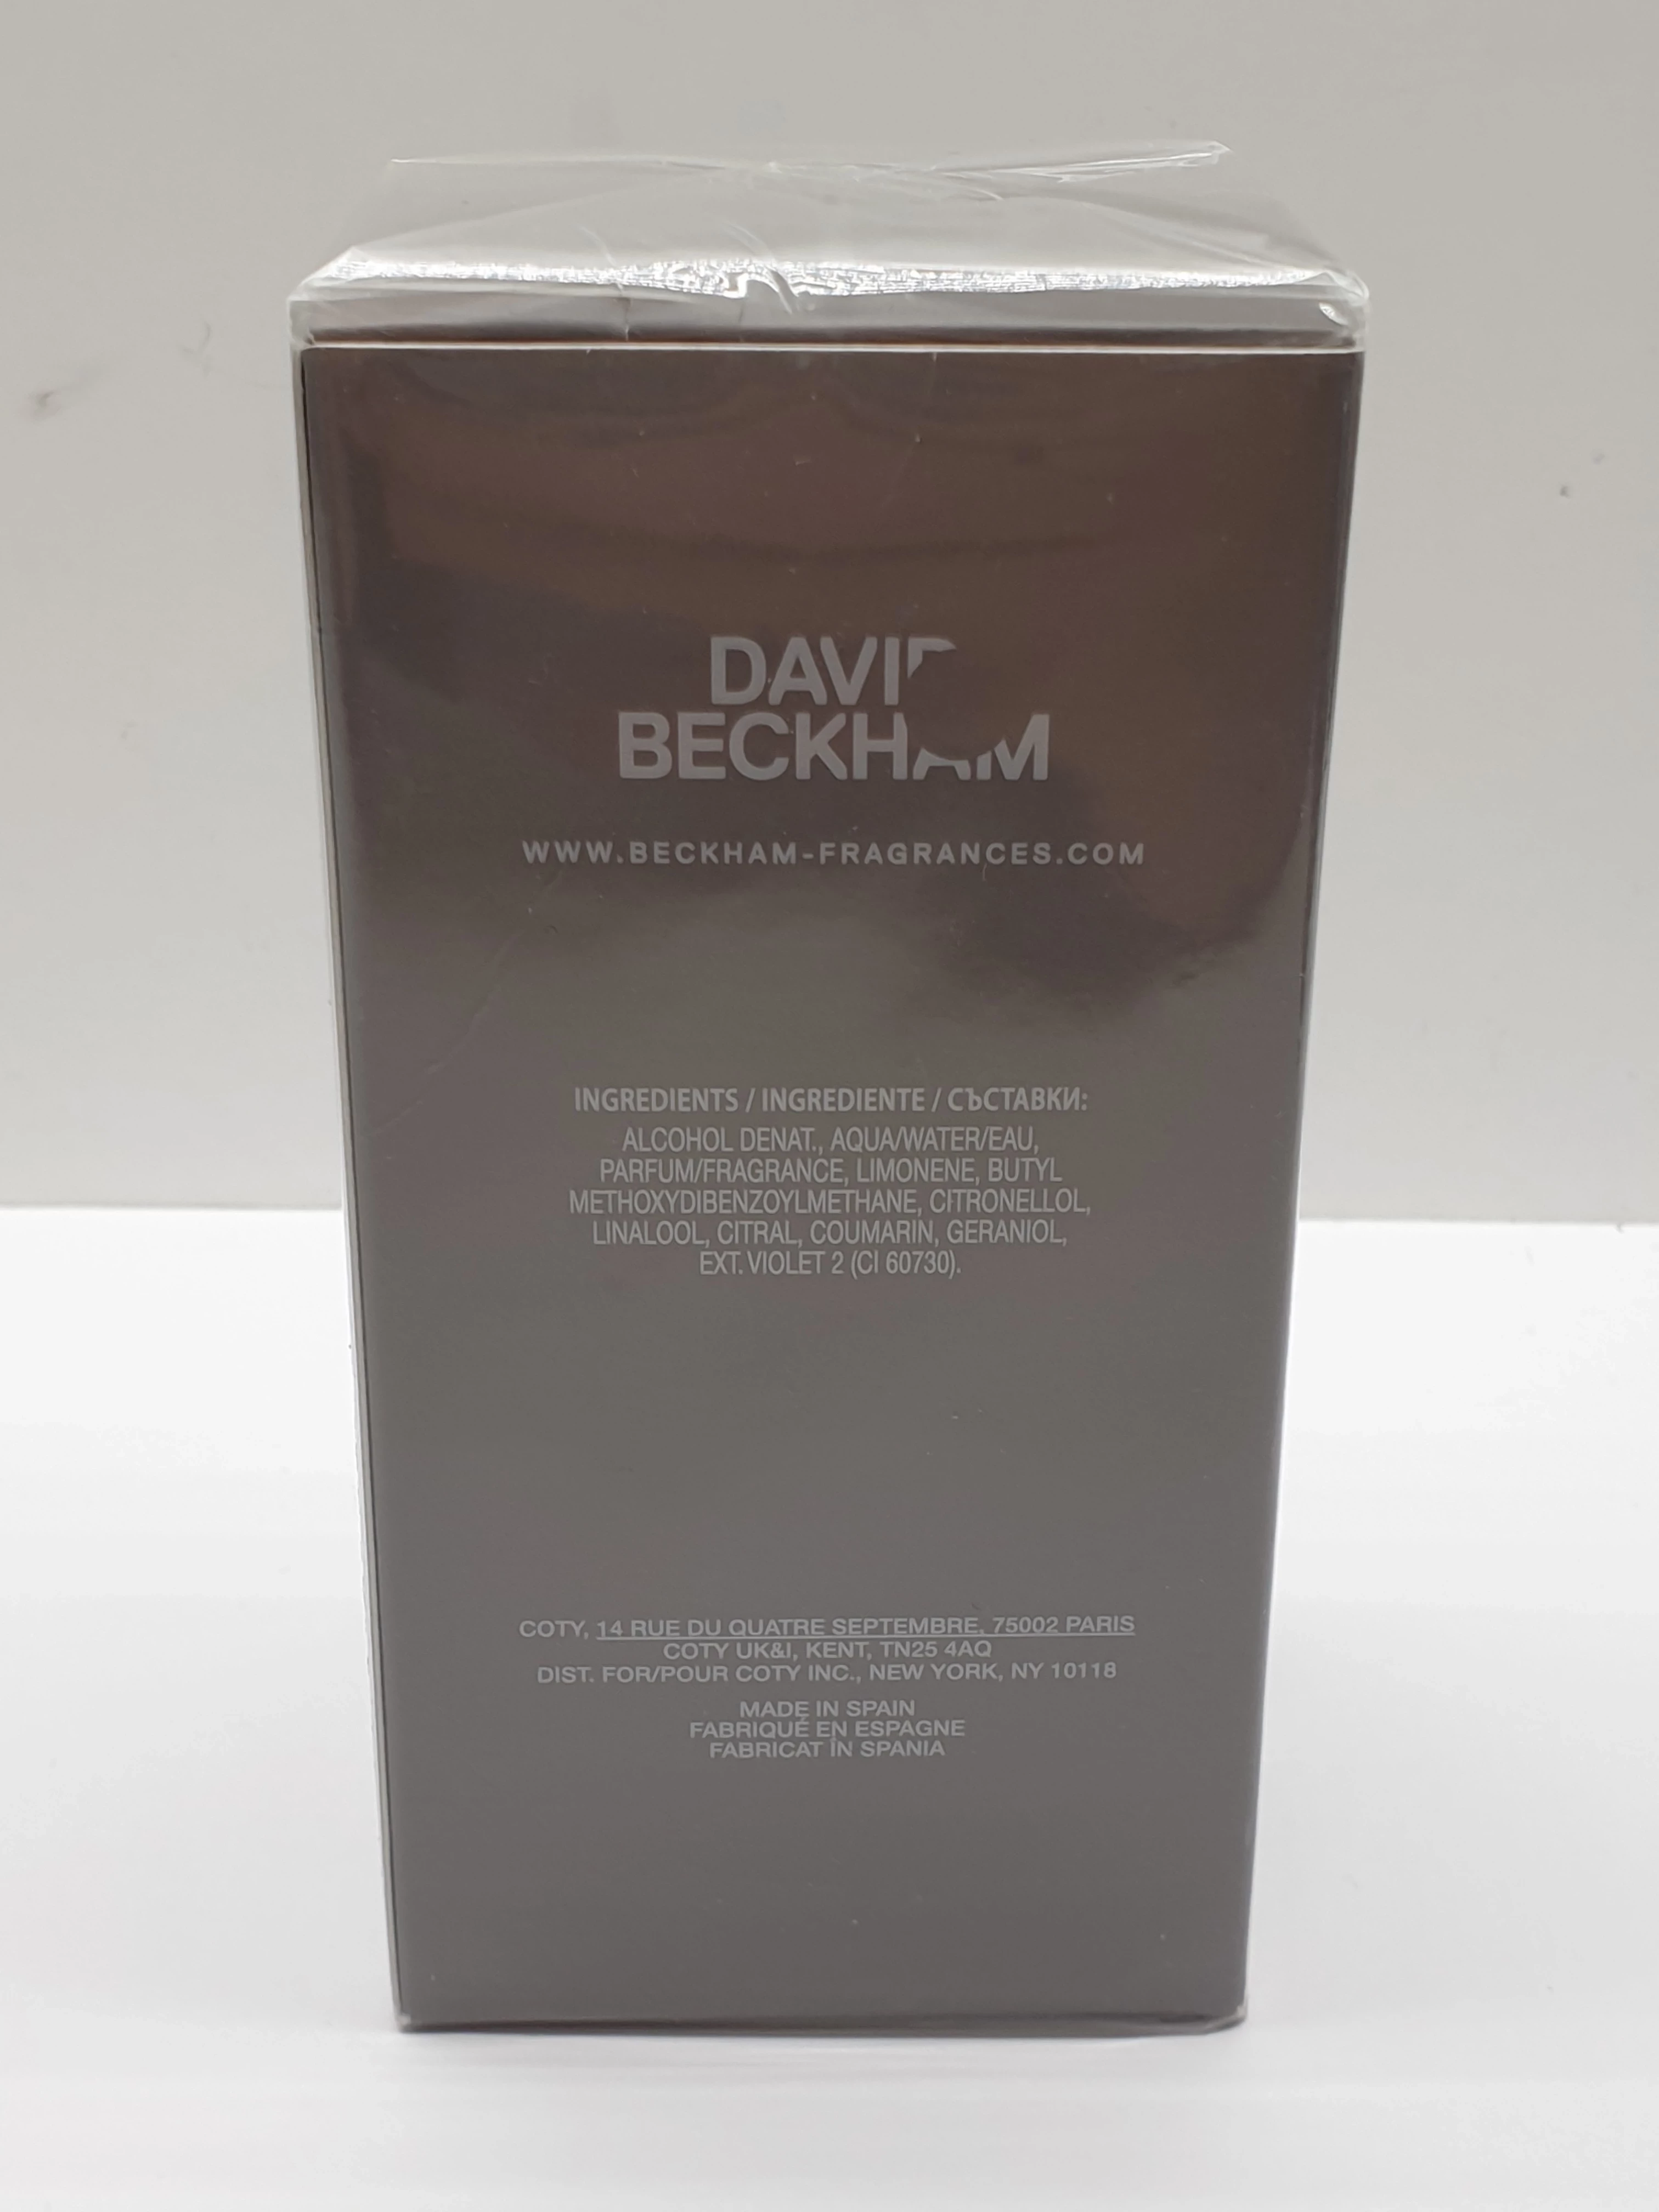 DAVID
BECKHAM
WWW.BECKHAM-FRAGRANCES.COM
INGREDIENTS / INGREDIENTE / СЪСТАВКИ:
ALCOHOL DENAT., AQUA/WATER/EAU,
PARFUM/FRAGRANCE, LIMONENE, BUTYL
METHOXYDIBENZOYLMETHANE, CITRONELLOL,
LINALOOL, CITRAL, COUMARIN, GERANIOL,
EXT. VIOLET 2 (CI 60730).
COTY, 14 RUE DU QUATRE SEPTEMBRE, 75002 PARIS
COTY UK&I, KENT, TN25 4AQ
DIST. FOR/POUR COTY INC., NEW YORK, NY 10118
MADE IN SPAIN
FABRIQUÉ EN ESPAGNE
FABRICAT ÎN SPANIA